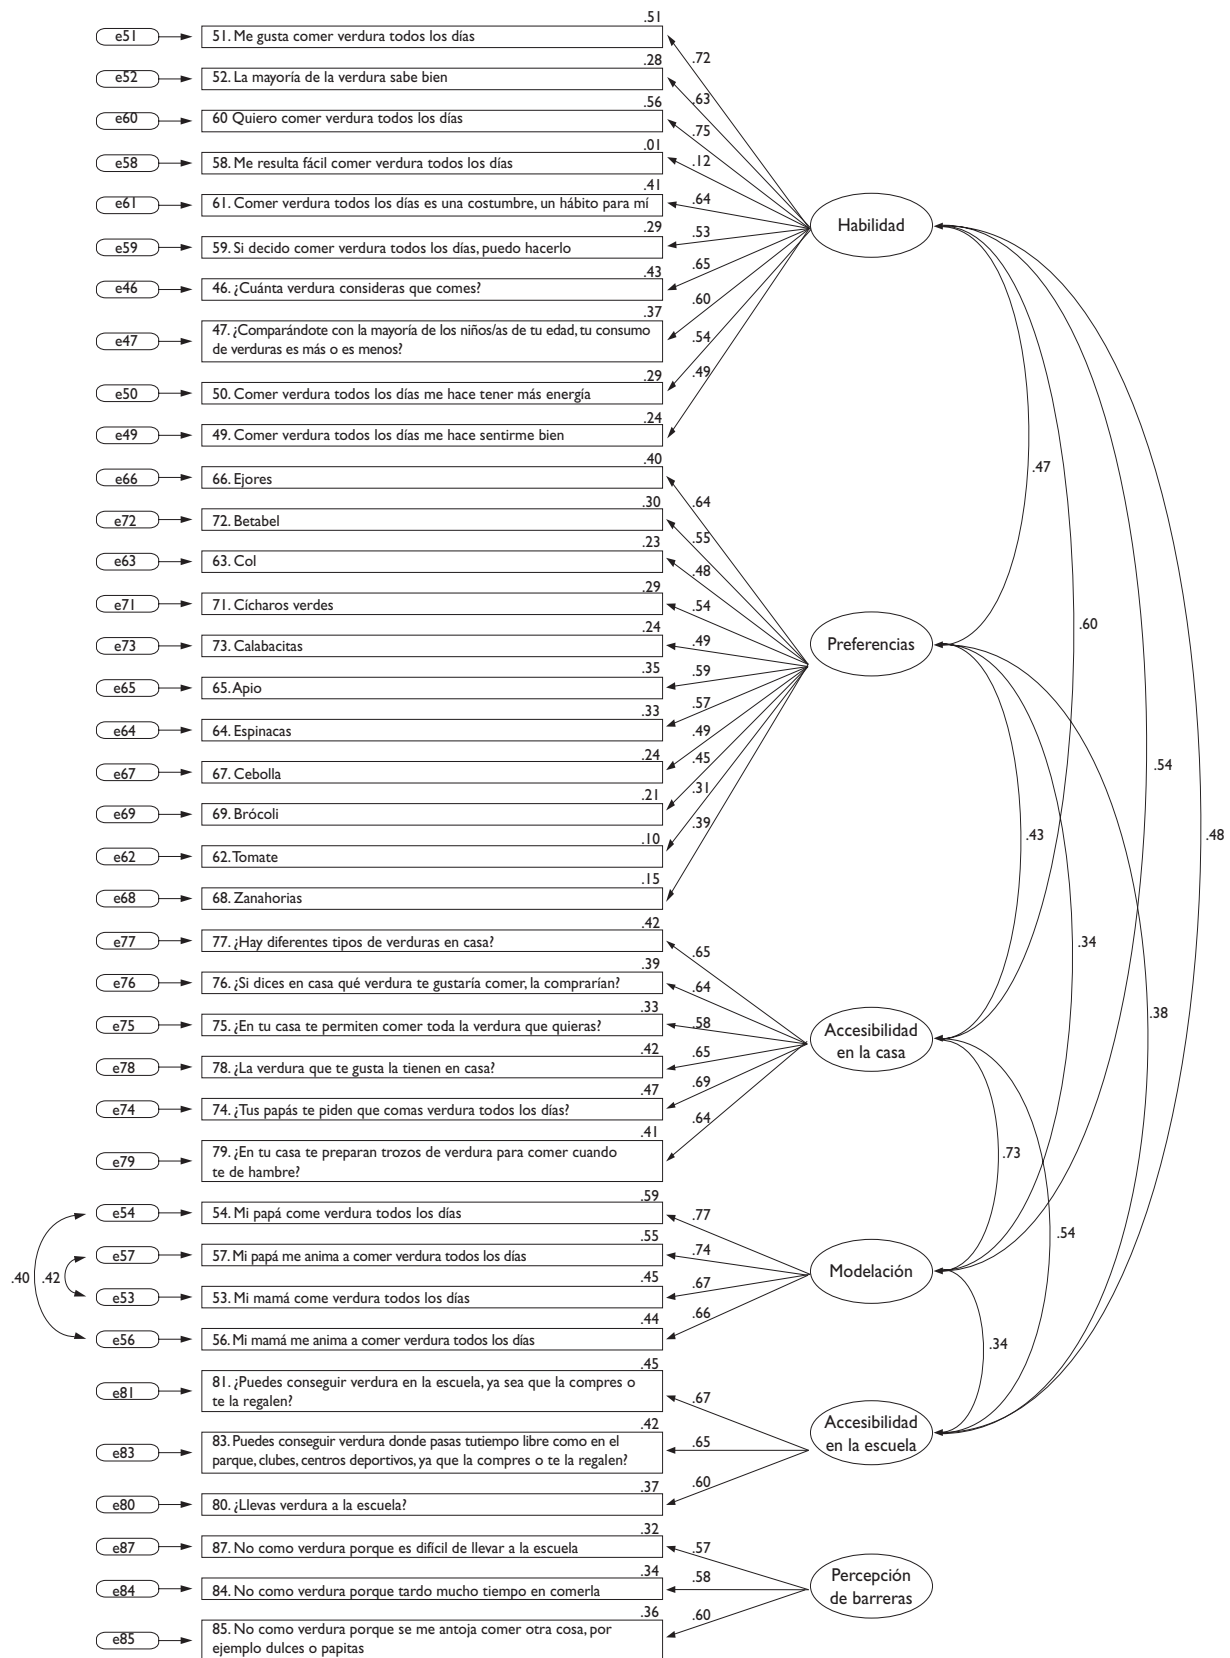 .51
e51
51. Me gusta comer verdura todos los días
.72
.28
e52
52. La mayoría de la verdura sabe bien
.63
.56
e60
60 Quiero comer verdura todos los días
.75
.01
e58
58. Me resulta fácil comer verdura todos los días
.12
.41
e61
61. Comer verdura todos los días es una costumbre, un hábito para mí
.64
Habilidad
.29
e59
59. Si decido comer verdura todos los días, puedo hacerlo
.53
.43
e46
46. ¿Cuánta verdura consideras que comes?
.65
.37
e47
47. ¿Comparándote con la mayoría de los niños/as de tu edad, tu consumo
de verduras es más o es menos?
.60
.54
.29
e50
50. Comer verdura todos los días me hace tener más energía
.49
.24
e49
49. Comer verdura todos los días me hace sentirme bien
.40
e66
66. Ejores
.64
.47
.30
e72
72. Betabel
.55
.23
e63
63. Col
.48
.29
e71
71. Cícharos verdes
.54
.60
.24
e73
73. Calabacitas
.49
Preferencias
.35
e65
65. Apio
.59
.33
e64
64. Espinacas
.57
.49
.24
e67
67. Cebolla
.45
.54
.21
e69
69. Brócoli
.31
.39
.43
.48
.10
e62
62. Tomate
.15
e68
68. Zanahorias
.42
e77
77. ¿Hay diferentes tipos de verduras en casa?
.65
.34
.39
e76
76. ¿Si dices en casa qué verdura te gustaría comer, la comprarían?
.64
.33
e75
75. ¿En tu casa te permiten comer toda la verdura que quieras?
.58
Accesibilidad
en la casa
.38
.42
e78
78. ¿La verdura que te gusta la tienen en casa?
.65
.47
e74
74. ¿Tus papás te piden que comas verdura todos los días?
.69
.64
.41
e79
79. ¿En tu casa te preparan trozos de verdura para comer cuando
te de hambre?
.73
.59
e54
54. Mi papá come verdura todos los días
.77
.54
.55
e57
57. Mi papá me anima a comer verdura todos los días
.74
Modelación
.40
.42
.45
e53
53. Mi mamá come verdura todos los días
.67
.44
e56
56. Mi mamá me anima a comer verdura todos los días
.66
.34
.45
e81
81. ¿Puedes conseguir verdura en la escuela, ya sea que la compres o
te la regalen?
.67
Accesibilidad
en la escuela
.42
e83
83. Puedes conseguir verdura donde pasas tutiempo libre como en el
parque, clubes, centros deportivos, ya que la compres o te la regalen?
.65
.60
.37
e80
80. ¿Llevas verdura a la escuela?
.32
e87
87. No como verdura porque es difícil de llevar a la escuela
.57
.34
e84
84. No como verdura porque tardo mucho tiempo en comerla
.58
Percepción
de barreras
.36
.60
e85
85. No como verdura porque se me antoja comer otra cosa, por
ejemplo dulces o papitas